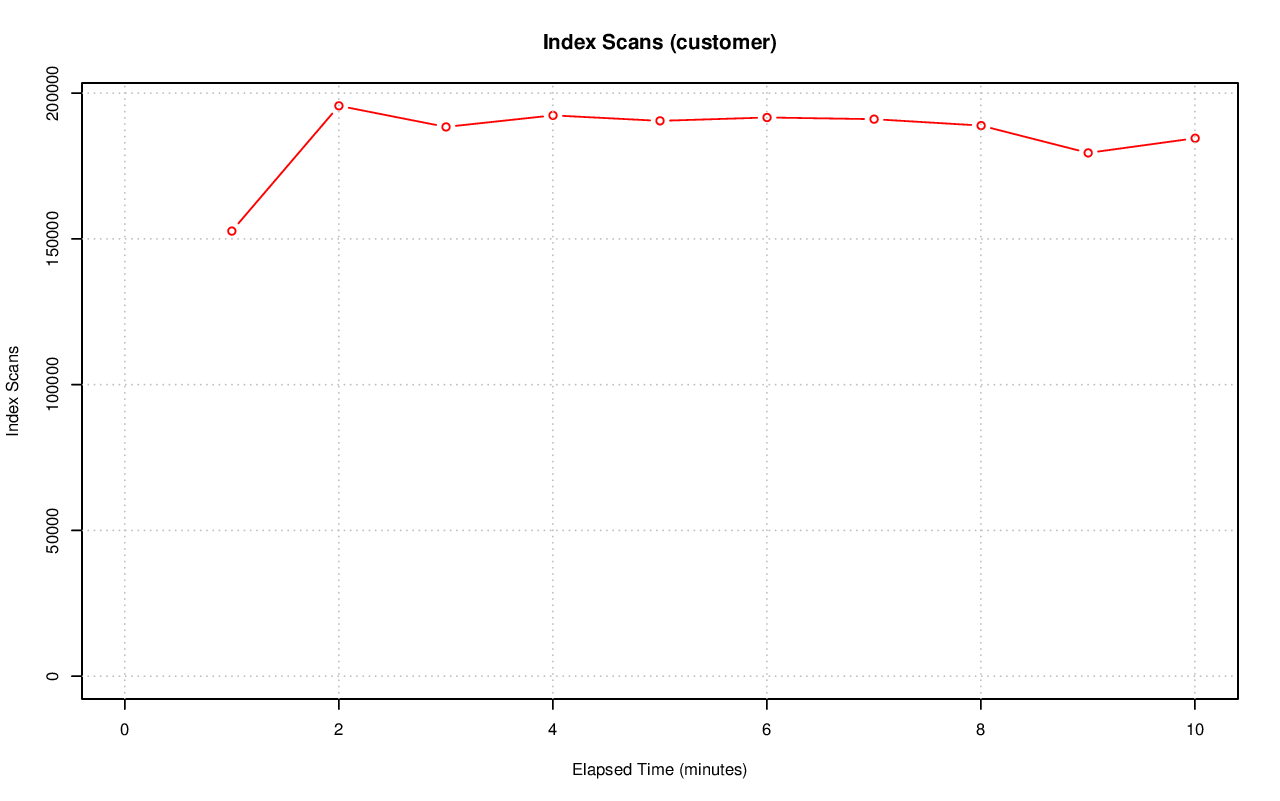 Index Scans (customer)
200000
150000
100000
50000
0
Index Scans
0 2 4 6 8 10
Elapsed Time (minutes)